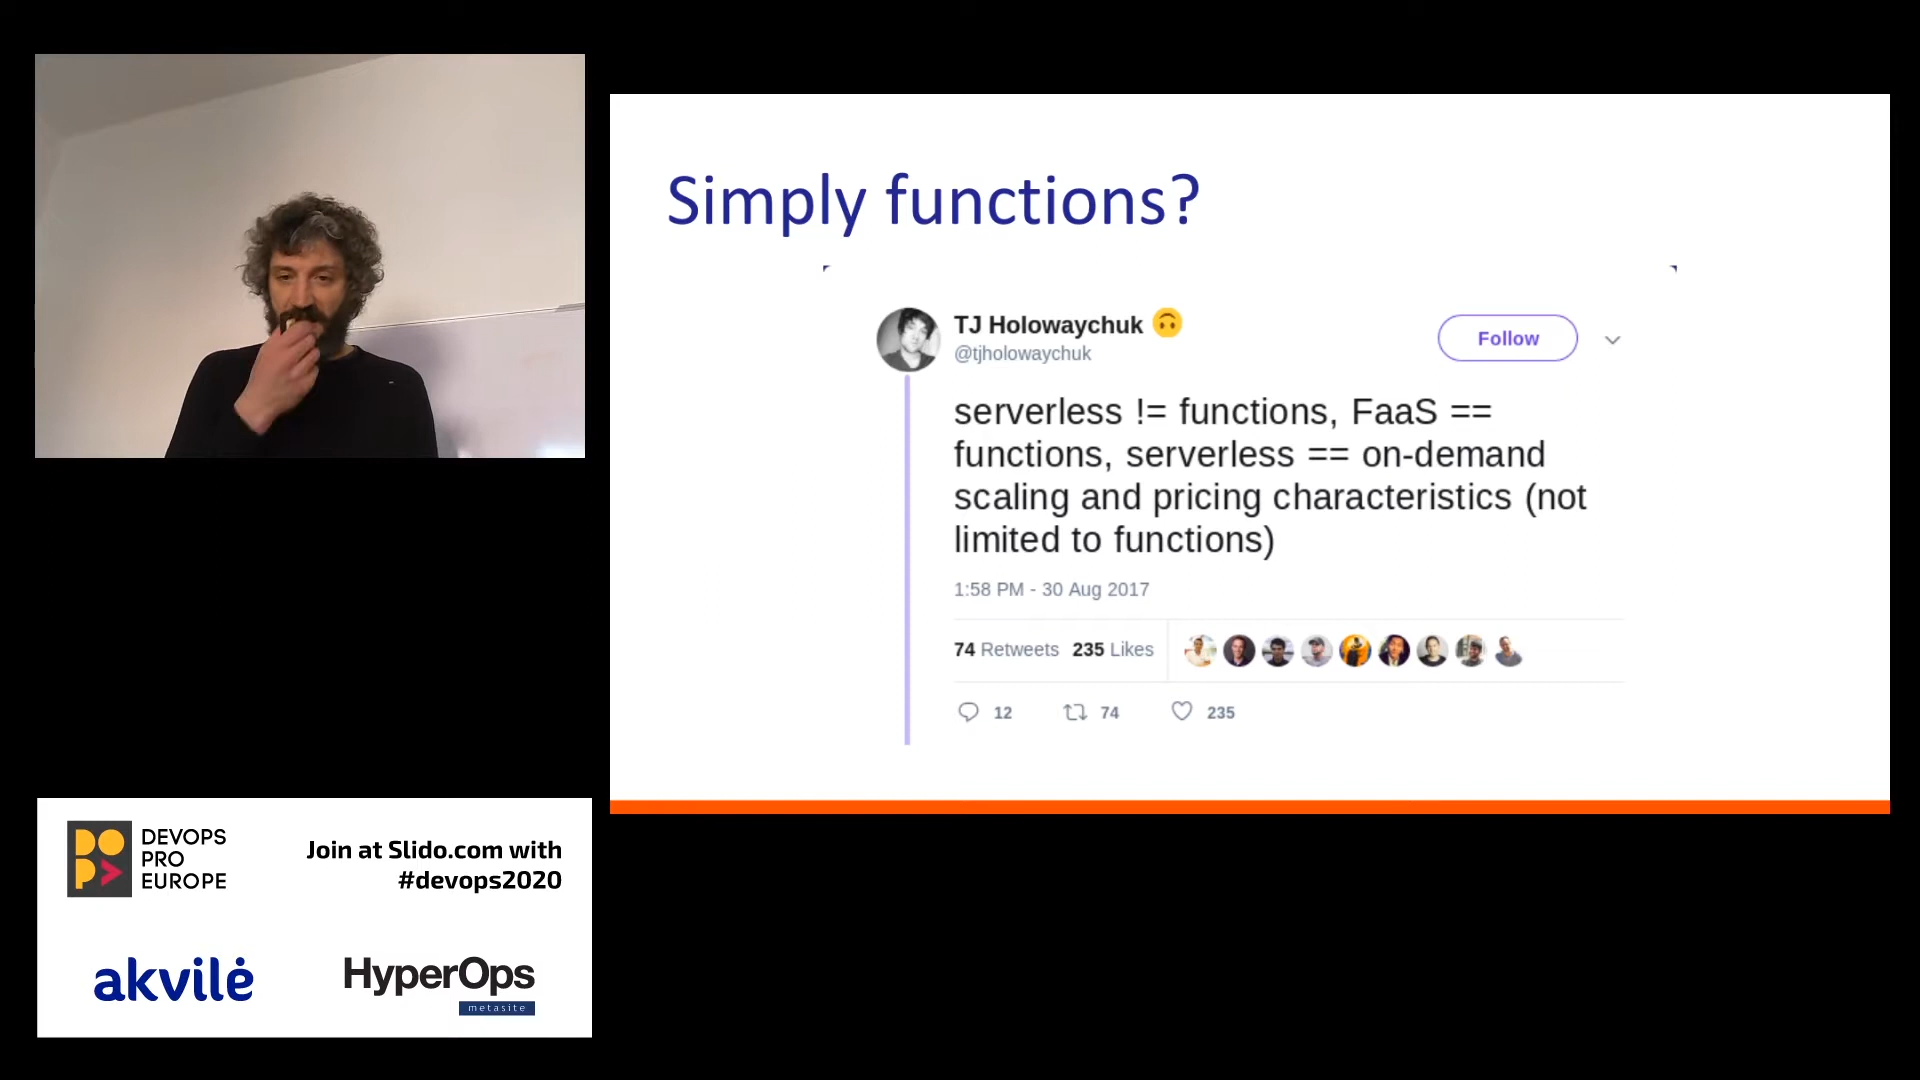 Simply functions?
TJ Holowaychuk 🙃
@tjholowaychuk
Follow
serverless != functions, FaaS ==
functions, serverless == on-demand
scaling and pricing characteristics (not
limited to functions)
1:58 PM - 30 Aug 2017
74 Retweets 235 Likes
12 74 235
DEVOPS
PRO
EUROPE
Join at Slido.com with
#devops2020
akvilė
HyperOps
metasite